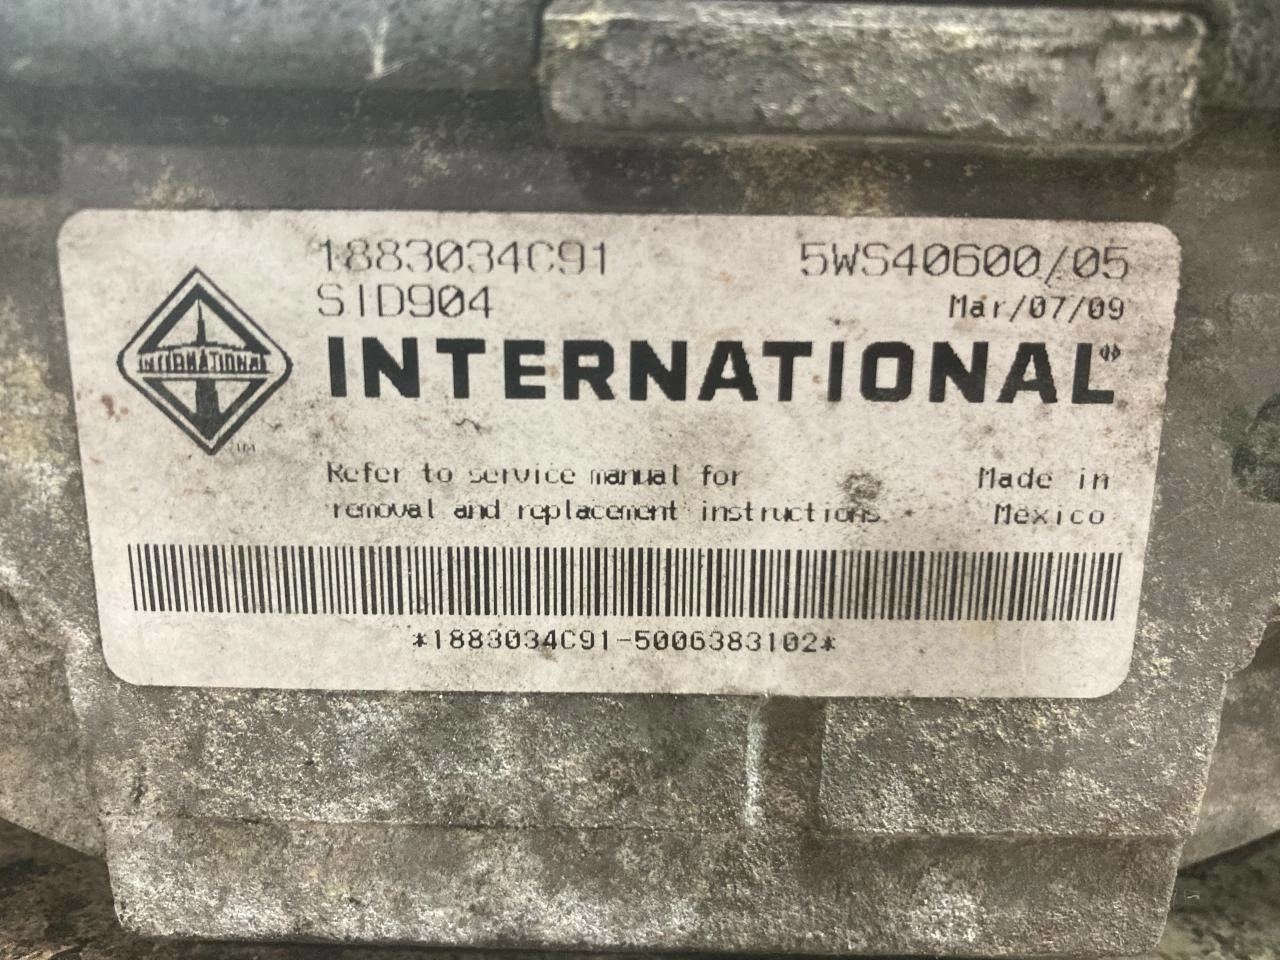 1883034C91 5WS40600/05
SID904 Mar/07/09
INTERNATIONAL
INTERNATIONAL
TM
Refer to service manual for Made in
removal and replacement instructions. Mexico
*1883034C91-5006383102*